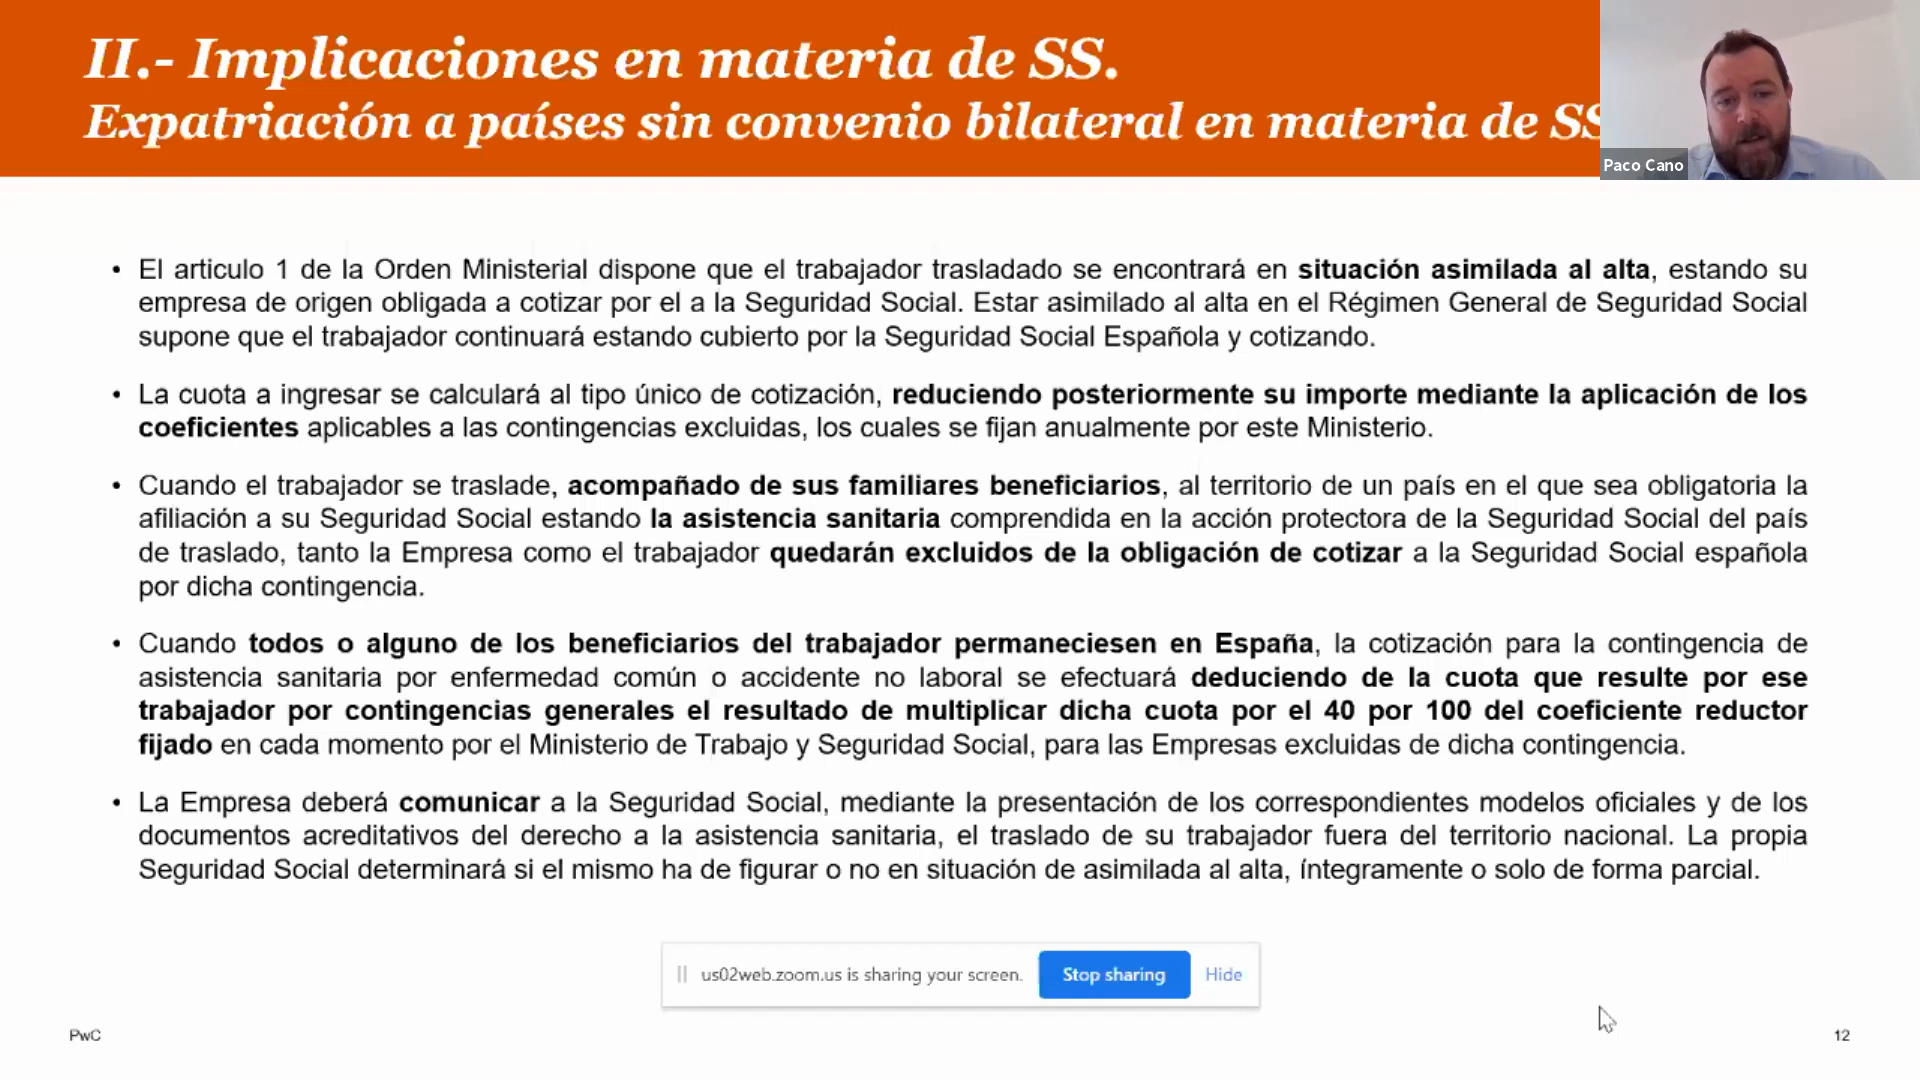 II.- Implicaciones en materia de SS.
Expatriación a países sin convenio bilateral en materia de SS
Paco Cano
• El articulo 1 de la Orden Ministerial dispone que el trabajador trasladado se encontrará en situación asimilada al alta, estando su
empresa de origen obligada a cotizar por el a la Seguridad Social. Estar asimilado al alta en el Régimen General de Seguridad Social
supone que el trabajador continuará estando cubierto por la Seguridad Social Española y cotizando.
• La cuota a ingresar se calculará al tipo único de cotización, reduciendo posteriormente su importe mediante la aplicación de los
coeficientes aplicables a las contingencias excluidas, los cuales se fijan anualmente por este Ministerio.
• Cuando el trabajador se traslade, acompañado de sus familiares beneficiarios, al territorio de un país en el que sea obligatoria la
afiliación a su Seguridad Social estando la asistencia sanitaria comprendida en la acción protectora de la Seguridad Social del país
de traslado, tanto la Empresa como el trabajador quedarán excluidos de la obligación de cotizar a la Seguridad Social española
por dicha contingencia.
• Cuando todos o alguno de los beneficiarios del trabajador permaneciesen en España, la cotización para la contingencia de
asistencia sanitaria por enfermedad común o accidente no laboral se efectuará deduciendo de la cuota que resulte por ese
trabajador por contingencias generales el resultado de multiplicar dicha cuota por el 40 por 100 del coeficiente reductor
fijado en cada momento por el Ministerio de Trabajo y Seguridad Social, para las Empresas excluidas de dicha contingencia.
• La Empresa deberá comunicar a la Seguridad Social, mediante la presentación de los correspondientes modelos oficiales y de los
documentos acreditativos del derecho a la asistencia sanitaria, el traslado de su trabajador fuera del territorio nacional. La propia
Seguridad Social determinará si el mismo ha de figurar o no en situación de asimilada al alta, íntegramente o solo de forma parcial.
us02web.zoom.us is sharing your screen. Stop sharing Hide
PwC
12